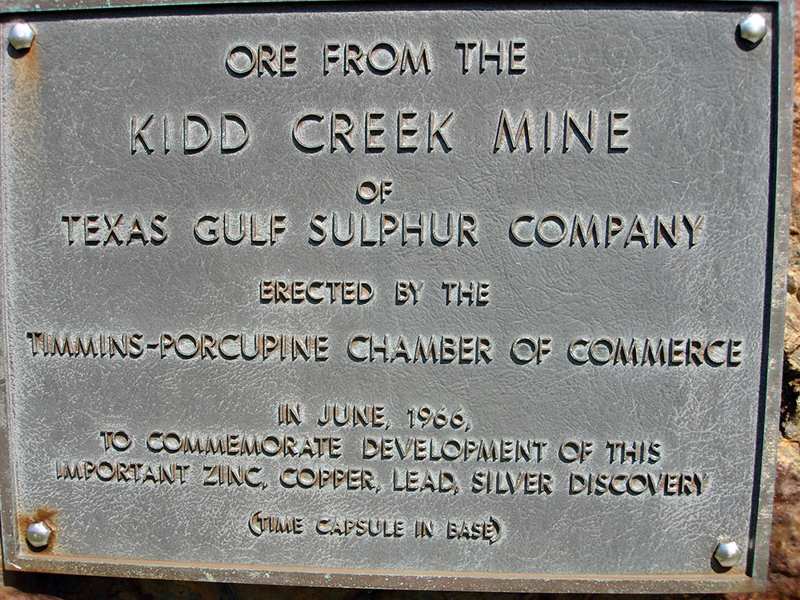 ORE FROM THE
KIDD CREEK MINE
OF
TEXAS GULF SULPHUR COMPANY
ERECTED BY THE
TIMMINS-PORCUPINE CHAMBER OF COMMERCE
IN JUNE, 1966,
TO COMMEMORATE DEVELOPMENT OF THIS
IMPORTANT ZINC, COPPER, LEAD, SILVER DISCOVERY
(TIME CAPSULE IN BASE)